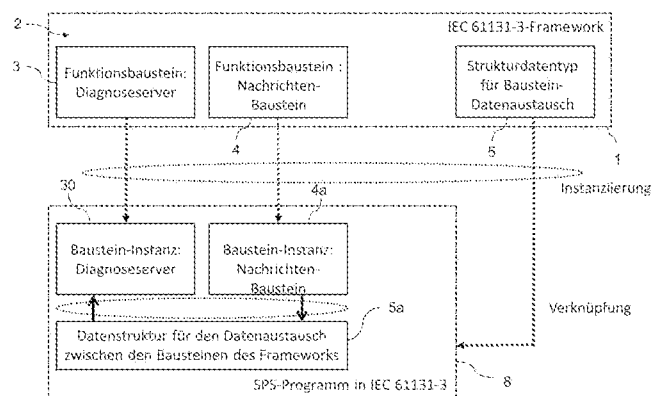 IEC 61131-3-Framework
2
3
Funktionsbaustein:
Diagnoseserver
Funktionsbaustein :
Nachrichten-
Baustein
Strukturdatentyp
für Baustein-
Datenaustausch
4
5
1
Instanziierung
30
4a
Baustein-Instanz:
Diagnoseserver
Baustein-Instanz:
Nachrichten-
Baustein
5a
Verknüpfung
Datenstruktur für den Datenaustausch
zwischen den Bausteinen des Frameworks
SPS-Programm in IEC 61131-3
8